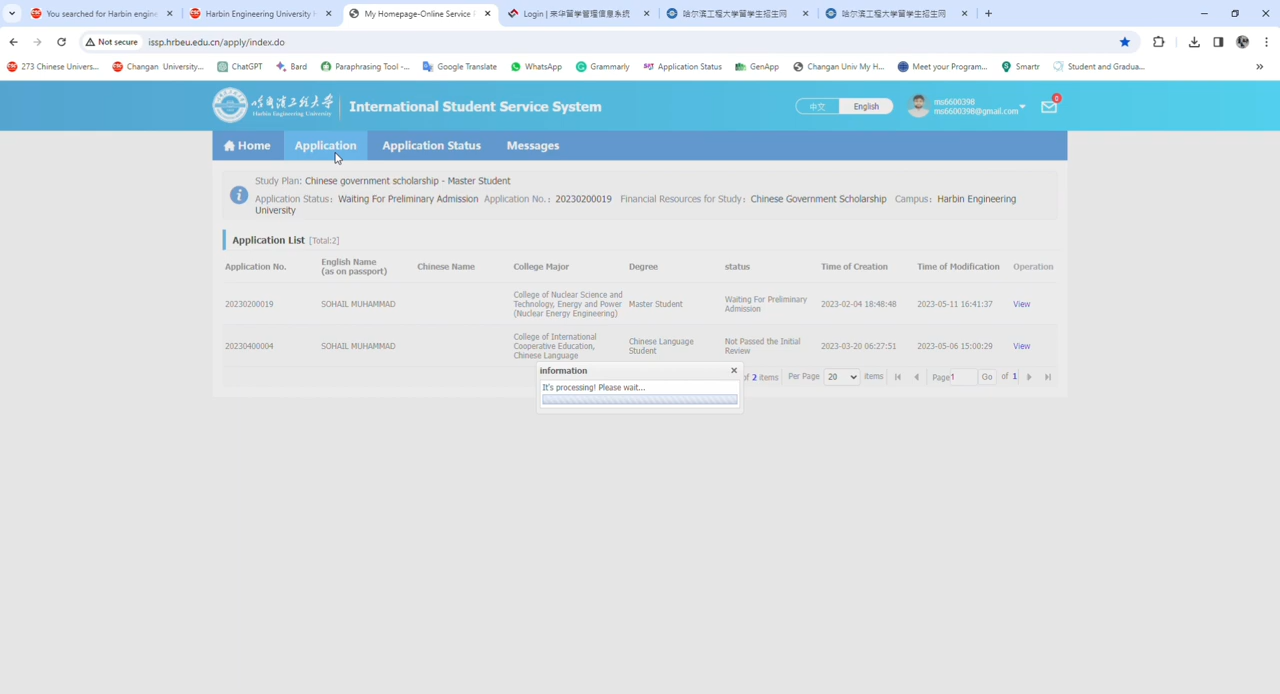 You searched for Harbin engine
Harbin Engineering University
My Homepage-Online Service
Login | 来华留学管理信息系统
哈尔滨工程大学留学生招生网
哈尔滨工程大学留学生招生网
Not secure issp.hrbeu.edu.cn/apply/index.do
273 Chinese Univers...
Changan University...
ChatGPT
Bard
Paraphrasing Tool -...
Google Translate
WhatsApp
Grammarly
Application Status
GenApp
Changan Univ My H...
Meet your Program...
Smartr
Student and Gradua...
哈尔滨工程大学
Harbin Engineering University
International Student Service System
中文 English
ms6600398
ms6600398@gmail.com
0
Home Application Application Status Messages
Study Plan: Chinese government scholarship - Master Student
Application Status: Waiting For Preliminary Admission Application No.: 20230200019 Financial Resources for Study: Chinese Government Scholarship Campus: Harbin Engineering
University
Application List [Total:2]
Application No.
English Name
(as on passport)
Chinese Name
College Major
Degree
status
Time of Creation
Time of Modification
Operation
20230200019
SOHAIL MUHAMMAD
College of Nuclear Science and
Technology, Energy and Power
(Nuclear Energy Engineering)
Master Student
Waiting For Preliminary
Admission
2023-02-04 18:48:48
2023-05-11 16:41:37
View
20230400004
SOHAIL MUHAMMAD
College of International
Cooperative Education,
Chinese Language
Chinese Language
Student
Not Passed the Initial
Review
2023-03-20 06:27:51
2023-05-06 15:00:29
View
of 2 items Per Page 20 items Page 1 Go of 1
information
It's processing! Please wait...